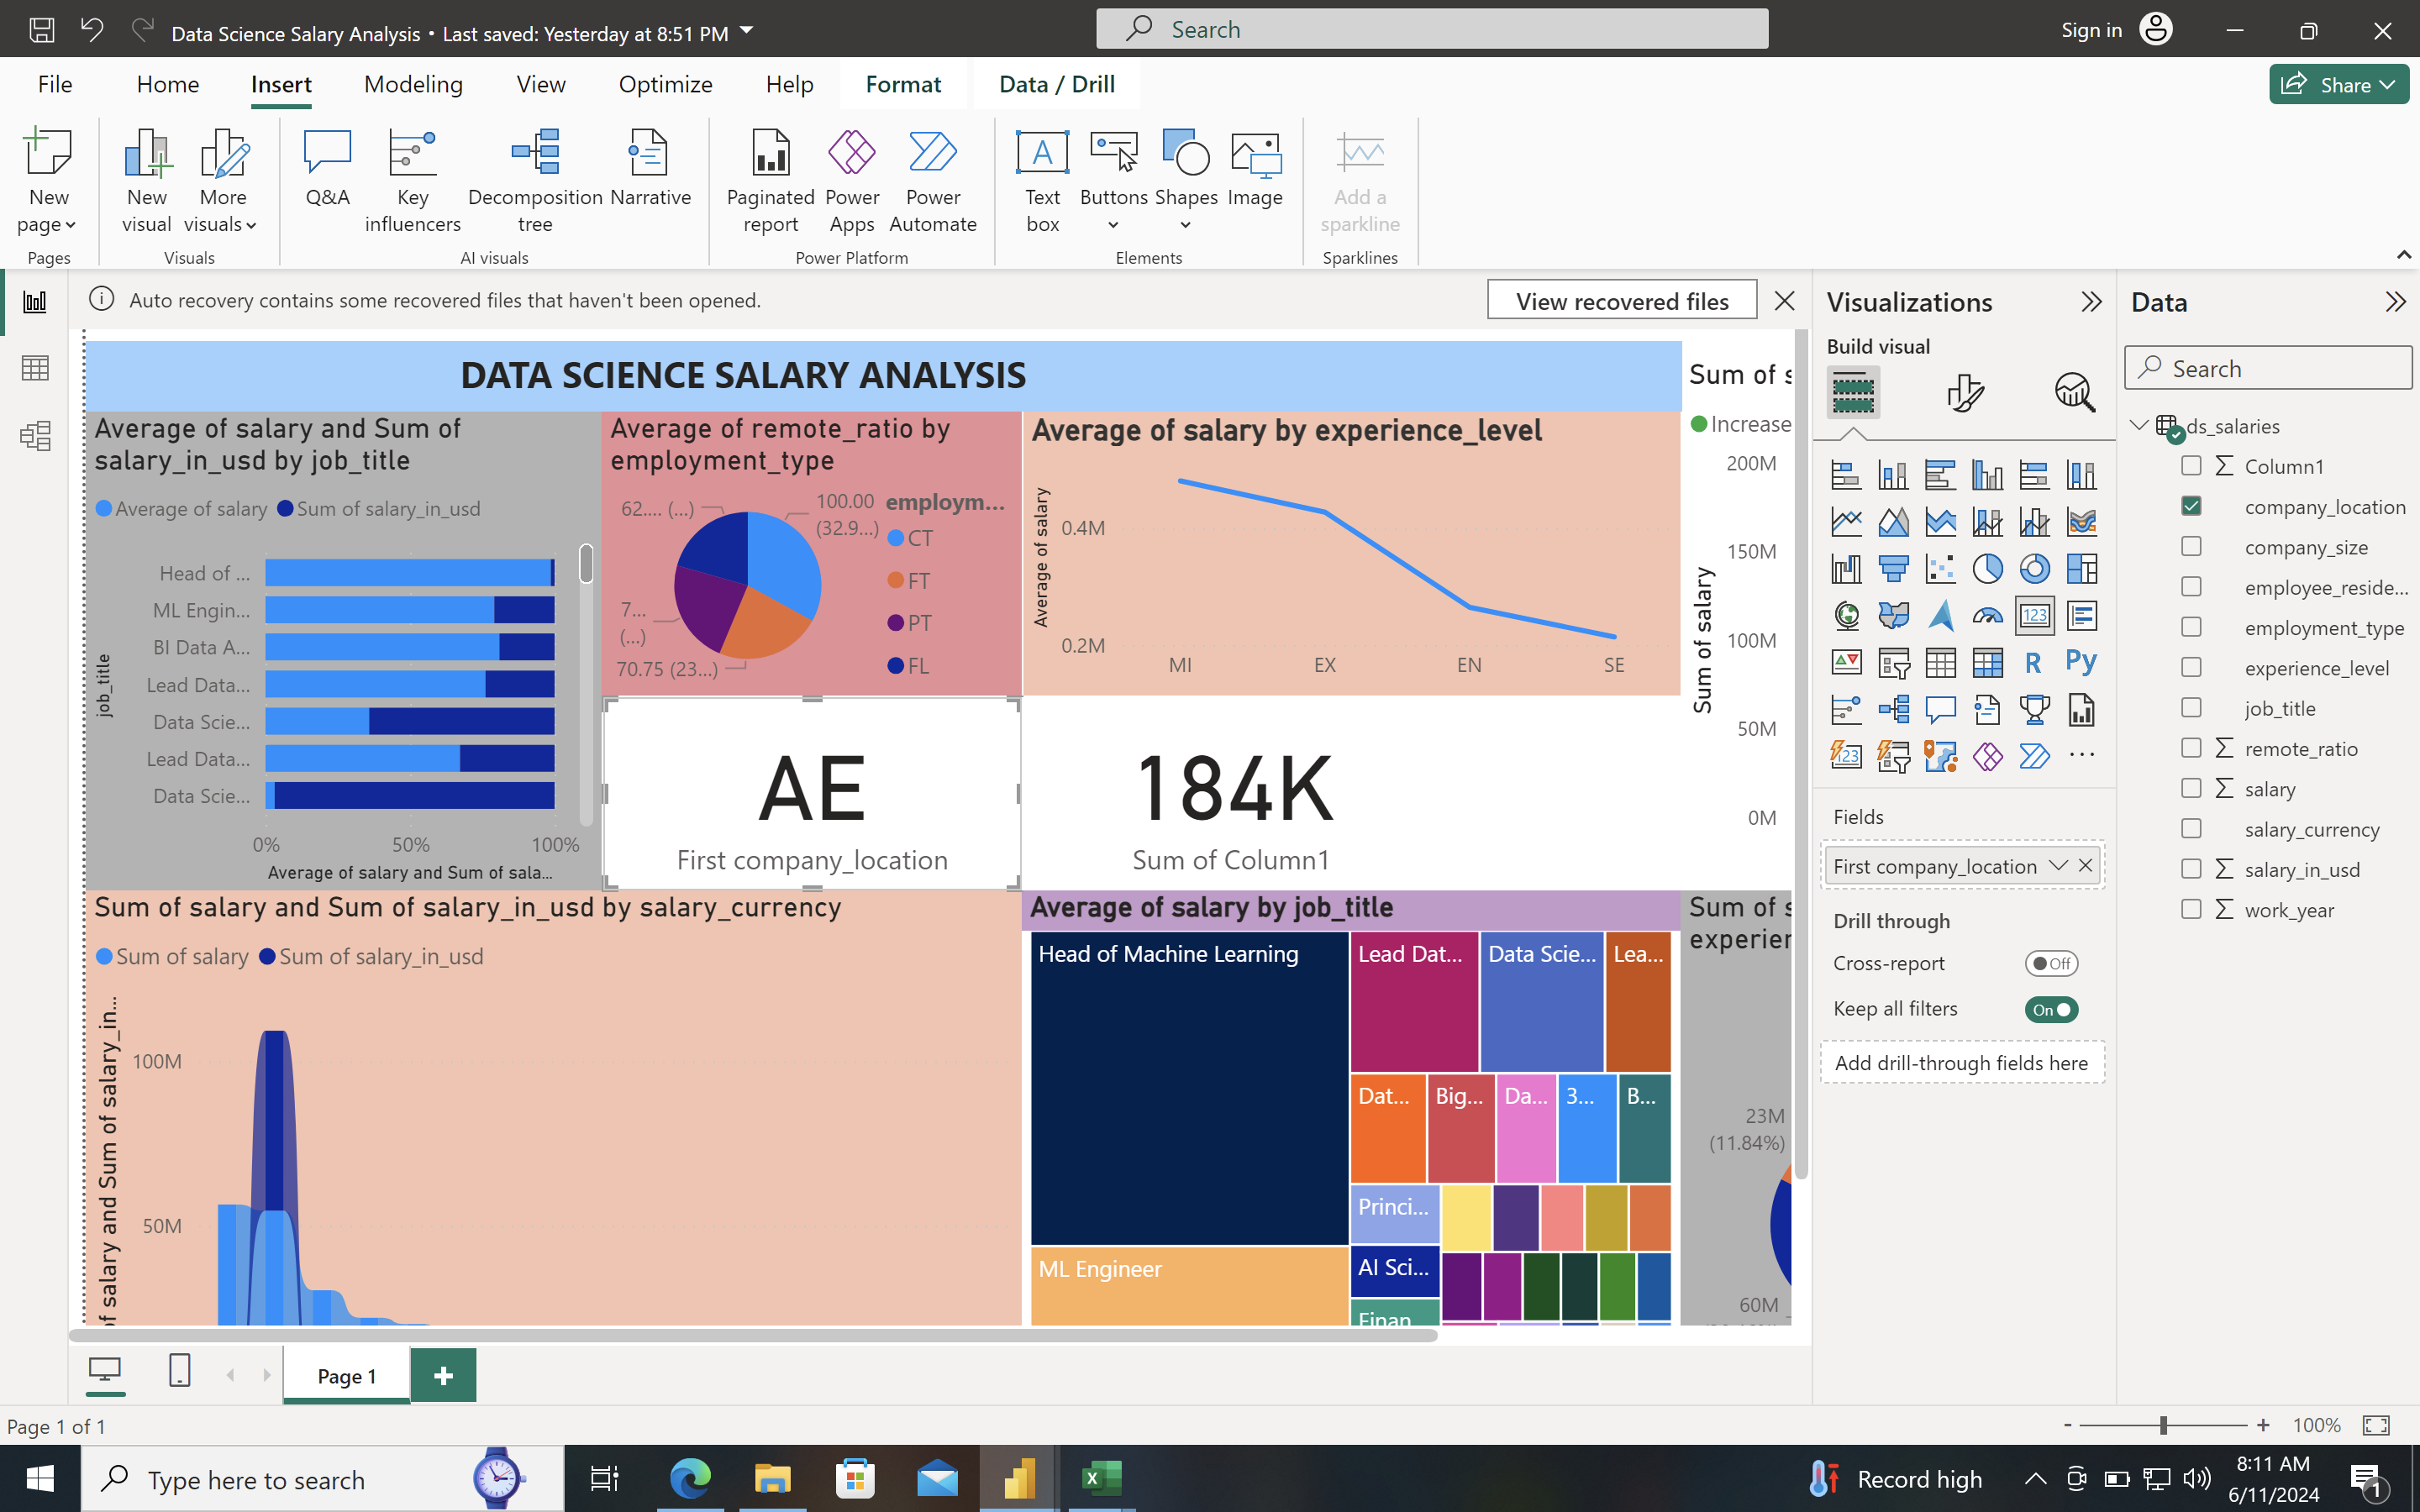 Data Science Salary Analysis • Last saved: Yesterday at 8:51 PM
Search
Sign in
File Home Insert Modeling View Optimize Help Format Data / Drill
Share
New page
Pages
New visual
More visuals
Visuals
Q&A
Key influencers
Decomposition tree
Narrative
AI visuals
Paginated report
Power Apps
Power Automate
Power Platform
Text box
A
Buttons
Shapes
Image
Elements
Add a sparkline
Sparklines
Auto recovery contains some recovered files that haven't been opened.
View recovered files
DATA SCIENCE SALARY ANALYSIS
Average of salary and Sum of
salary_in_usd by job_title
Average of salary Sum of salary_in_usd
job_title
Head of ...
ML Engin...
BI Data A...
Lead Data...
Data Scie...
Lead Data...
Data Scie...
0% 50% 100%
Average of salary and Sum of sala...
Average of remote_ratio by
employment_type
62.... (...)
100.00
(32.9...)
7...
(...)
70.75 (23...)
employm...
CT
FT
PT
FL
Average of salary by experience_level
Average of salary
0.4M
0.2M
MI EX EN SE
Sum of s
Increase
Sum of salary
200M
150M
100M
50M
0M
AE
First company_location
184K
Sum of Column1
Sum of salary and Sum of salary_in_usd by salary_currency
Sum of salary Sum of salary_in_usd
of salary and Sum of salary_in...
100M
50M
Average of salary by job_title
Head of Machine Learning
ML Engineer
Lead Dat...
Data Scie...
Lea...
Dat...
Big...
Da...
3...
B...
Princi...
AI Sci...
Finan
Sum of s
experier
23M
(11.84%)
60M
Visualizations
Build visual
123
R
Py
123
Fields
First company_location
Drill through
Cross-report
Off
Keep all filters
On
Add drill-through fields here
Data
Search
ds_salaries
Σ Column1
company_location
company_size
employee_reside...
employment_type
experience_level
job_title
Σ remote_ratio
Σ salary
salary_currency
Σ salary_in_usd
Σ work_year
Page 1
+
Page 1 of 1
- + 100%
Type here to search
Record high
8:11 AM
6/11/2024
1